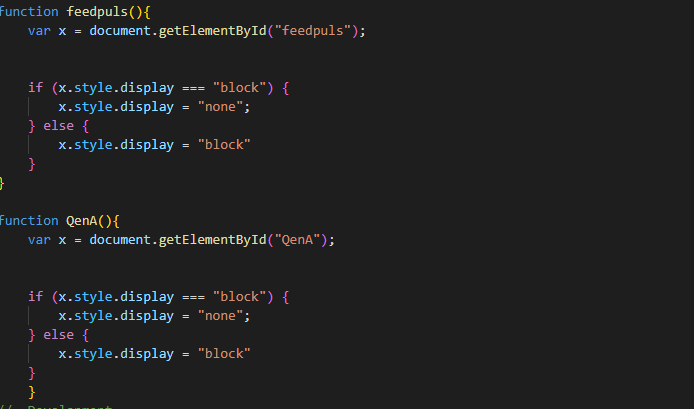 function feedpuls(){
    var x = document.getElementById("feedpuls");
    if (x.style.display === "block") {
        x.style.display = "none";
    } else {
        x.style.display = "block"
    }
}
function QenA(){
    var x = document.getElementById("QenA");
    if (x.style.display === "block") {
        x.style.display = "none";
    } else {
        x.style.display = "block"
    }
    }